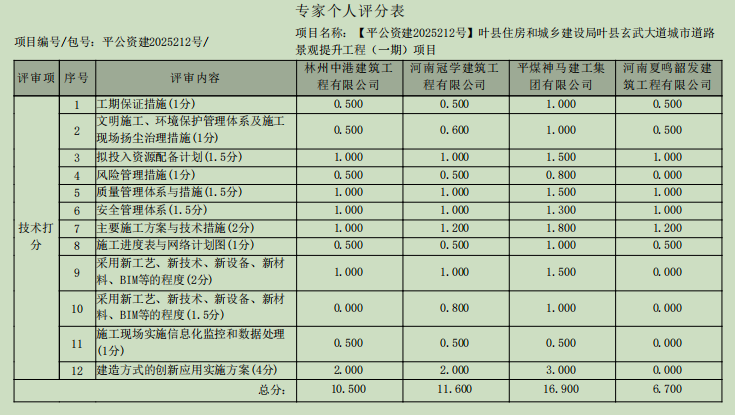 专家个人评分表
项目编号/包号: 平公资建2025212号/
项目名称: 【平公资建2025212号】叶县住房和城乡建设局叶县玄武大道城市道路
景观提升工程（一期）项目
评审项 序号 评审内容 林州中港建筑工程有限公司 河南冠学建筑工程有限公司 平煤神马建工集团有限公司 河南夏鸣韶发建筑工程有限公司
技术打分
1 工期保证措施(1分) 0.500 0.500 1.000 0.500
2 文明施工、环境保护管理体系及施工
现场扬尘治理措施(1分) 0.500 0.600 1.000 0.500
3 拟投入资源配备计划(1.5分) 1.000 1.000 1.500 1.000
4 风险管理措施(1分) 0.500 0.500 0.800 0.000
5 质量管理体系与措施(1.5分) 1.000 1.000 1.500 1.000
6 安全管理体系(1.5分) 1.000 1.000 1.300 1.000
7 主要施工方案与技术措施(2分) 1.000 1.200 1.800 1.200
8 施工进度表与网络计划图(1分) 0.500 0.500 1.000 0.500
9 采用新工艺、新技术、新设备、新材
料、BIM等的程度(2分) 1.000 1.000 1.500 0.000
10 采用新工艺、新技术、新设备、新材
料、BIM等的程度(1.5分) 0.000 0.800 1.000 0.000
11 施工现场实施信息化监控和数据处理
(1分) 0.500 0.500 0.500 0.000
12 建造方式的创新应用实施方案(4分) 2.000 2.000 3.000 0.000
总分: 10.500 11.600 16.900 6.700